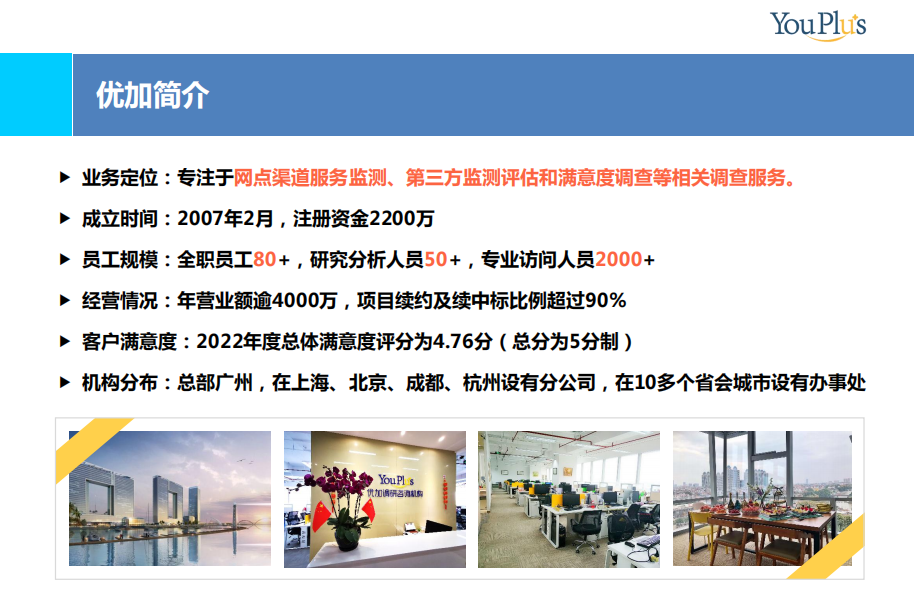 YouPlus
优加简介
业务定位：专注于网点渠道服务监测、第三方监测评估和满意度调查等相关调查服务。
成立时间：2007年2月，注册资金2200万
员工规模：全职员工80+，研究分析人员50+，专业访问人员2000+
经营情况：年营业额逾4000万，项目续约及续中标比例超过90%
客户满意度：2022年度总体满意度评分为4.76分（总分为5分制）
机构分布：总部广州，在上海、北京、成都、杭州设有分公司，在10多个省会城市设有办事处
YouPlus
优加调研咨询机构